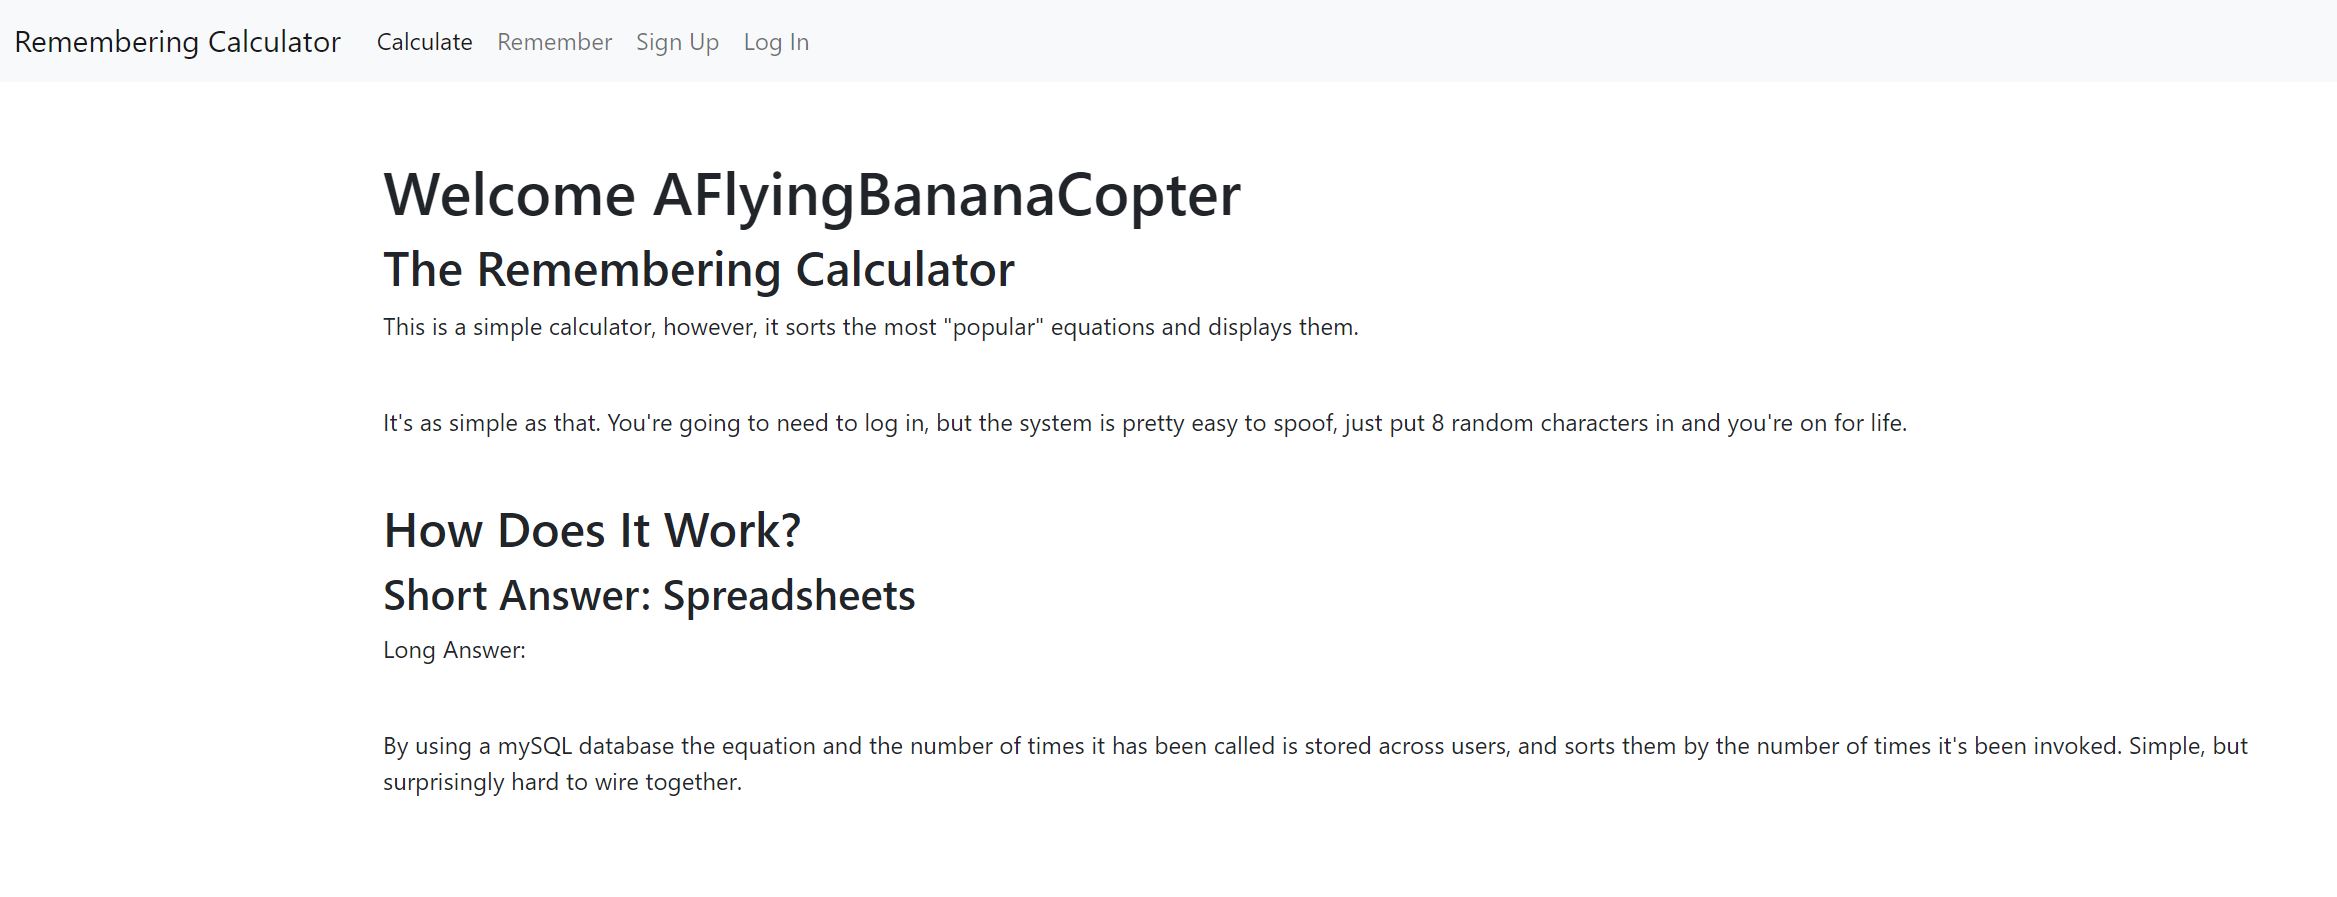 Remembering Calculator Calculate Remember Sign Up Log In
Welcome AFlyingBananaCopter
The Remembering Calculator
This is a simple calculator, however, it sorts the most "popular" equations and displays them.
It's as simple as that. You're going to need to log in, but the system is pretty easy to spoof, just put 8 random characters in and you're on for life.
How Does It Work?
Short Answer: Spreadsheets
Long Answer:
By using a mySQL database the equation and the number of times it has been called is stored across users, and sorts them by the number of times it's been invoked. Simple, but
surprisingly hard to wire together.